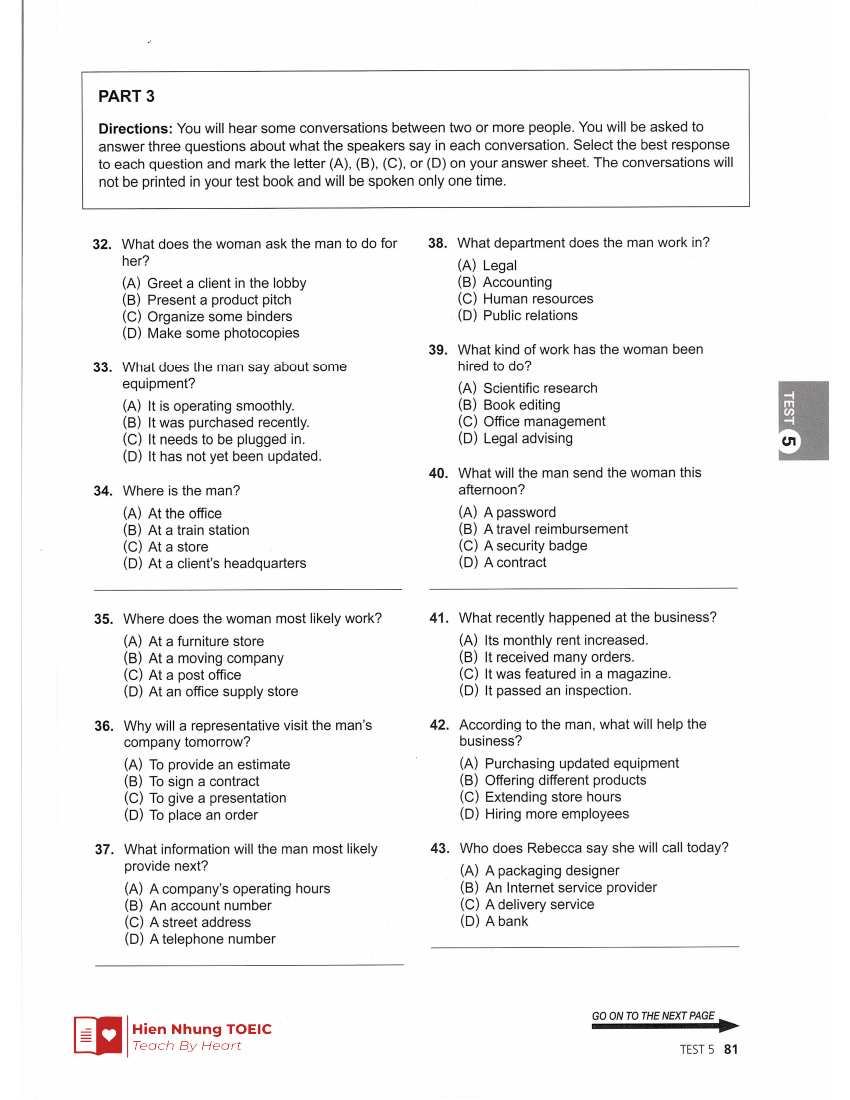 PART 3
Directions: You will hear some conversations between two or more people. You will be asked to
answer three questions about what the speakers say in each conversation. Select the best response
to each question and mark the letter (A), (B), (C), or (D) on your answer sheet. The conversations will
not be printed in your test book and will be spoken only one time.
32. What does the woman ask the man to do for
her?
(A) Greet a client in the lobby
(B) Present a product pitch
(C) Organize some binders
(D) Make some photocopies
33. What does the man say about some
equipment?
(A) It is operating smoothly.
(B) It was purchased recently.
(C) It needs to be plugged in.
(D) It has not yet been updated.
34. Where is the man?
(A) At the office
(B) At a train station
(C) At a store
(D) At a client's headquarters
35. Where does the woman most likely work?
(A) At a furniture store
(B) At a moving company
(C) At a post office
(D) At an office supply store
36. Why will a representative visit the man's
company tomorrow?
(A) To provide an estimate
(B) To sign a contract
(C) To give a presentation
(D) To place an order
37. What information will the man most likely
provide next?
(A) A company's operating hours
(B) An account number
(C) A street address
(D) A telephone number
38. What department does the man work in?
(A) Legal
(B) Accounting
(C) Human resources
(D) Public relations
39. What kind of work has the woman been
hired to do?
(A) Scientific research
(B) Book editing
(C) Office management
(D) Legal advising
40. What will the man send the woman this
afternoon?
(A) A password
(B) A travel reimbursement
(C) A security badge
(D) A contract
41. What recently happened at the business?
(A) Its monthly rent increased.
(B) It received many orders.
(C) It was featured in a magazine.
(D) It passed an inspection.
42. According to the man, what will help the
business?
(A) Purchasing updated equipment
(B) Offering different products
(C) Extending store hours
(D) Hiring more employees
43. Who does Rebecca say she will call today?
(A) A packaging designer
(B) An Internet service provider
(C) A delivery service
(D) A bank
TEST 5
GO ON TO THE NEXT PAGE
Hien Nhung TOEIC
Teach By Heart
TEST 5 81